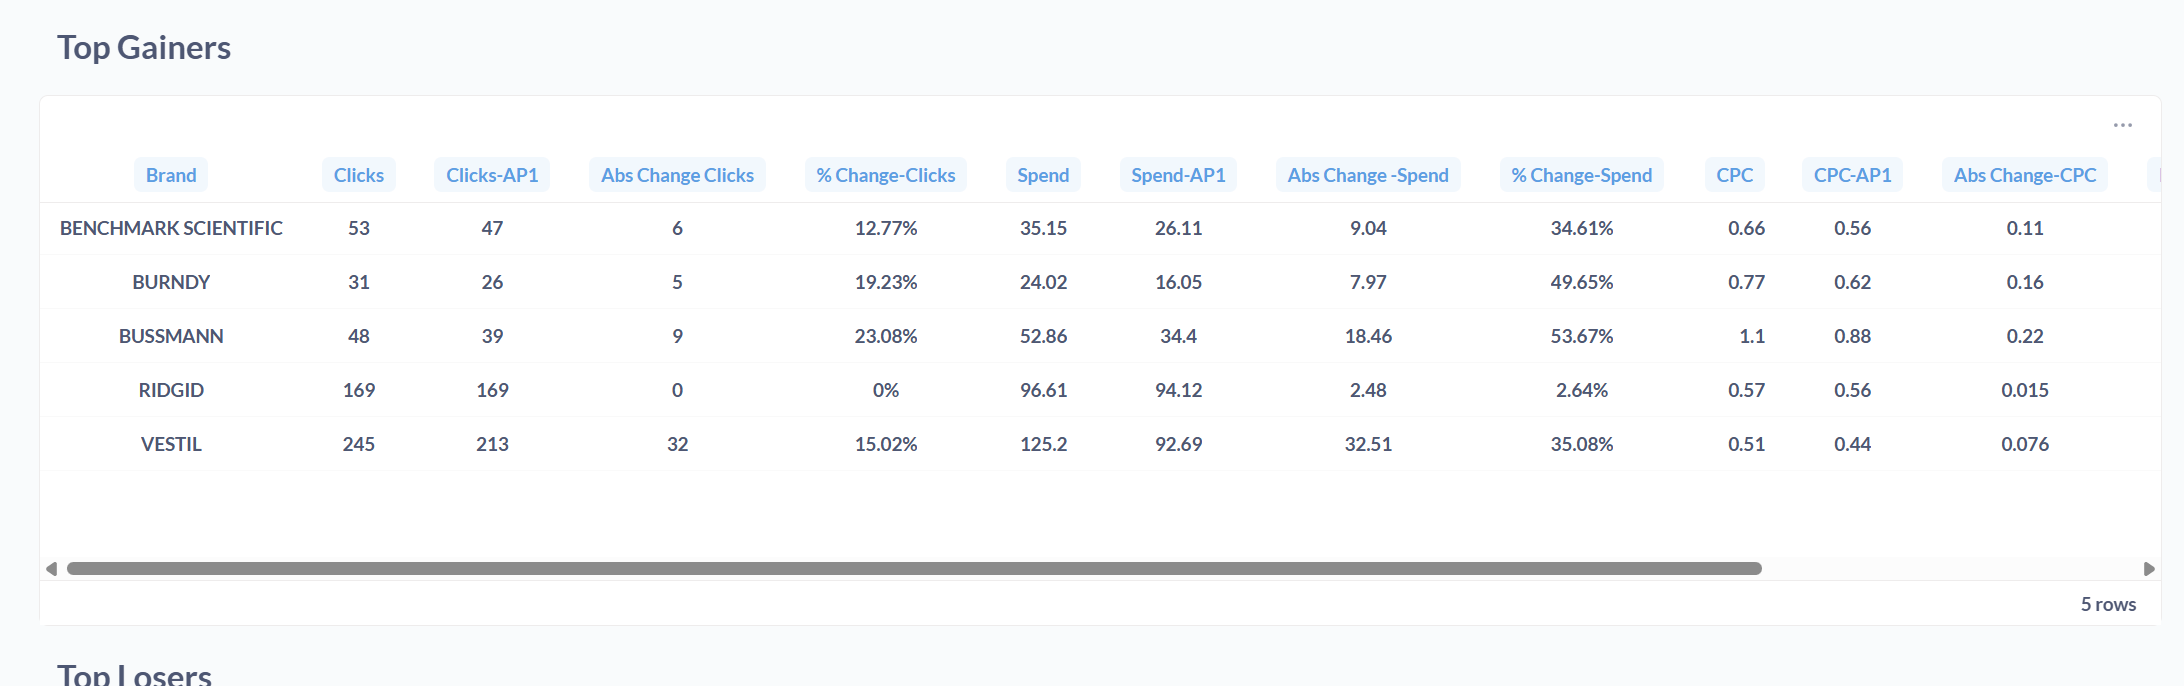 Top Gainers
...
Brand Clicks Clicks-AP1 Abs Change Clicks % Change-Clicks Spend Spend-AP1 Abs Change -Spend % Change-Spend CPC CPC-AP1 Abs Change-CPC
BENCHMARK SCIENTIFIC 53 47 6 12.77% 35.15 26.11 9.04 34.61% 0.66 0.56 0.11
BURNDY 31 26 5 19.23% 24.02 16.05 7.97 49.65% 0.77 0.62 0.16
BUSSMANN 48 39 9 23.08% 52.86 34.4 18.46 53.67% 1.1 0.88 0.22
RIDGID 169 169 0 0% 96.61 94.12 2.48 2.64% 0.57 0.56 0.015
VESTIL 245 213 32 15.02% 125.2 92.69 32.51 35.08% 0.51 0.44 0.076
5 rows
Top Losers